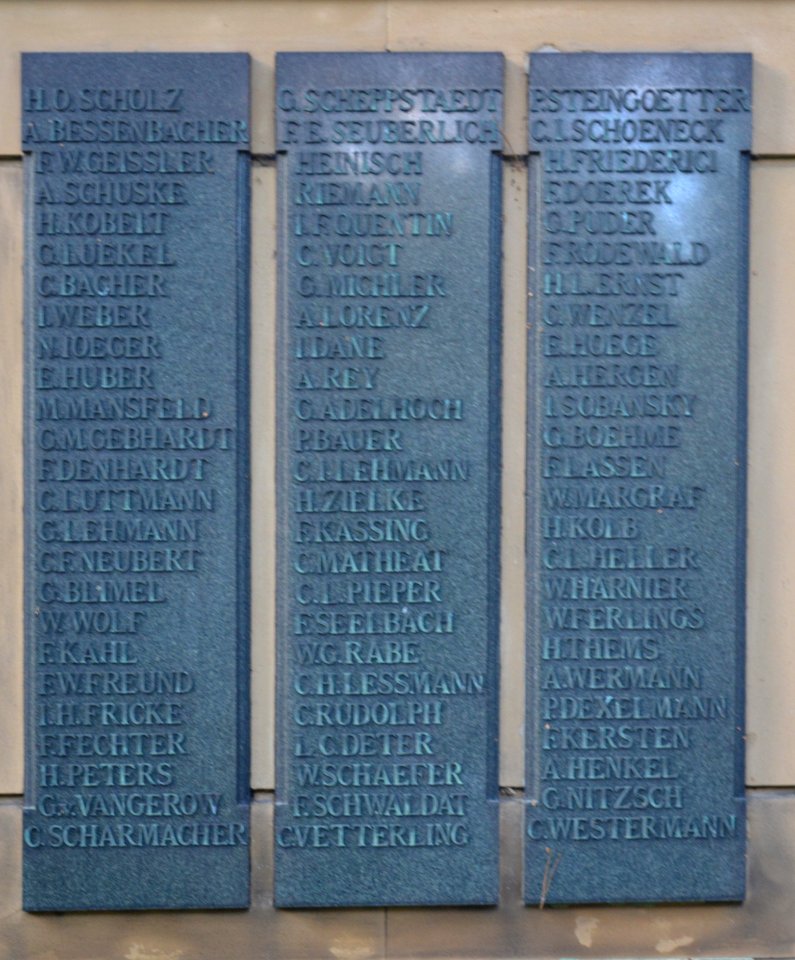 H.O.SCHOLZ
A.BESSENBACHER
F.W.GEISSLER
A.SCHUSKE
H.KOBELT
G.LUEKEL
C.BAGHER
I.WEBER
N.IOEGER
E.HUBER
M.MANSFELD
G.M.GEBHARDT
F.DENHARDT
C.LUTTMANN
G.LEHMANN
C.F.NEUBERT
G.BLIMEL
W.WOLF
F.KAHL
F.W.FREUND
I.H.FRICKE
F.FECHTER
H.PETERS
G.v.VANGEROW
O.SCHARMACHER
G.SCHEPPSTAEDT
F.E.SEUBERLICH
HEINISCH
RIEMANN
I.F.QUENTIN
C.VOIGT
G.MICHLER
A.LORENZ
I.DANE
A.REY
G.ADELHOCH
P.BAUER
C.I.LEHMANN
H.ZIELKE
F.KASSING
C.MATHEAT
C.L.PIEPER
F.SEELBACH
W.G.RABE
C.H.LESSMANN
C.RUDOLPH
L.C.DETER
W.SCHAEFER
F.SCHWALDAT
C.VETTERLING
P.STEINGOETTER
C.I.SCHOENECK
H.FRIEDERICI
F.DOEREK
O.PUDER
F.RODEWALD
H.L.ERNST
C.WENZEL
E.HOEGE
A.HERGEN
I.SOBANSKY
G.BOEHME
F.LASSEN
W.MARGRAF
H.KOLB
C.L.HELLER
W.HARNIER
W.FERLINGS
H.THEMS
A.WERMANN
P.DEXELMANN
F.KERSTEN
A.HENKEL
G.NITZSCH
C.WESTERMANN